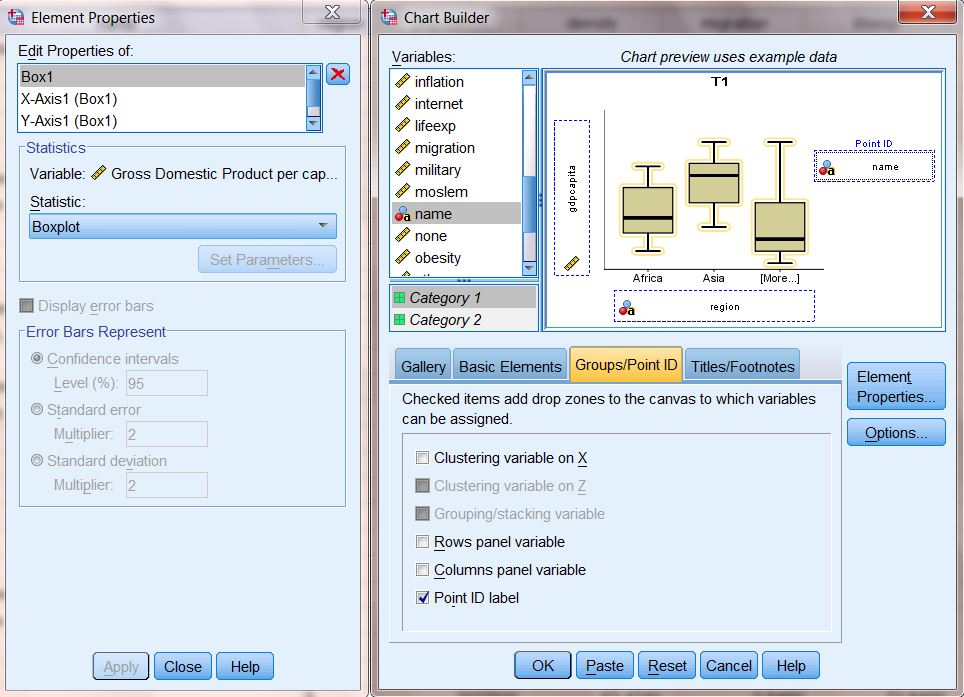 Element Properties
Edit Properties of:
Box1
X-Axis1 (Box1)
Y-Axis1 (Box1)
Statistics
Variable: Gross Domestic Product per cap...
Statistic:
Boxplot
Set Parameters...
Display error bars
Error Bars Represent
Confidence intervals
Level (%): 95
Standard error
Multiplier: 2
Standard deviation
Multiplier: 2
Apply Close Help
Chart Builder
Variables:
inflation
internet
lifeexp
migration
military
moslem
name
none
obesity
Category 1
Category 2
Chart preview uses example data
T1
gdpcapita
Point ID
name
Africa Asia [More...]
region
Gallery Basic Elements Groups/Point ID Titles/Footnotes
Checked items add drop zones to the canvas to which variables
can be assigned.
Clustering variable on X
Clustering variable on Z
Grouping/stacking variable
Rows panel variable
Columns panel variable
Point ID label
Element
Properties...
Options...
OK Paste Reset Cancel Help